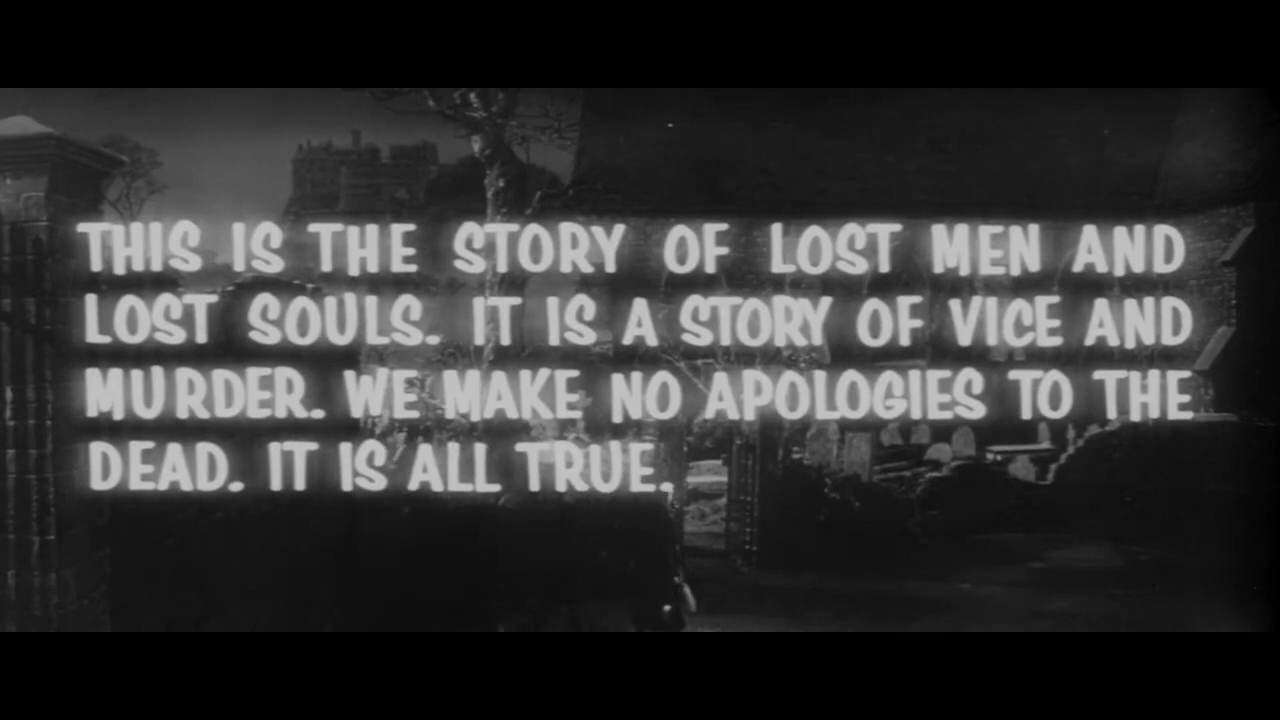 THIS IS THE STORY OF LOST MEN AND
LOST SOULS. IT IS A STORY OF VICE AND
MURDER. WE MAKE NO APOLOGIES TO THE
DEAD. IT IS ALL TRUE.